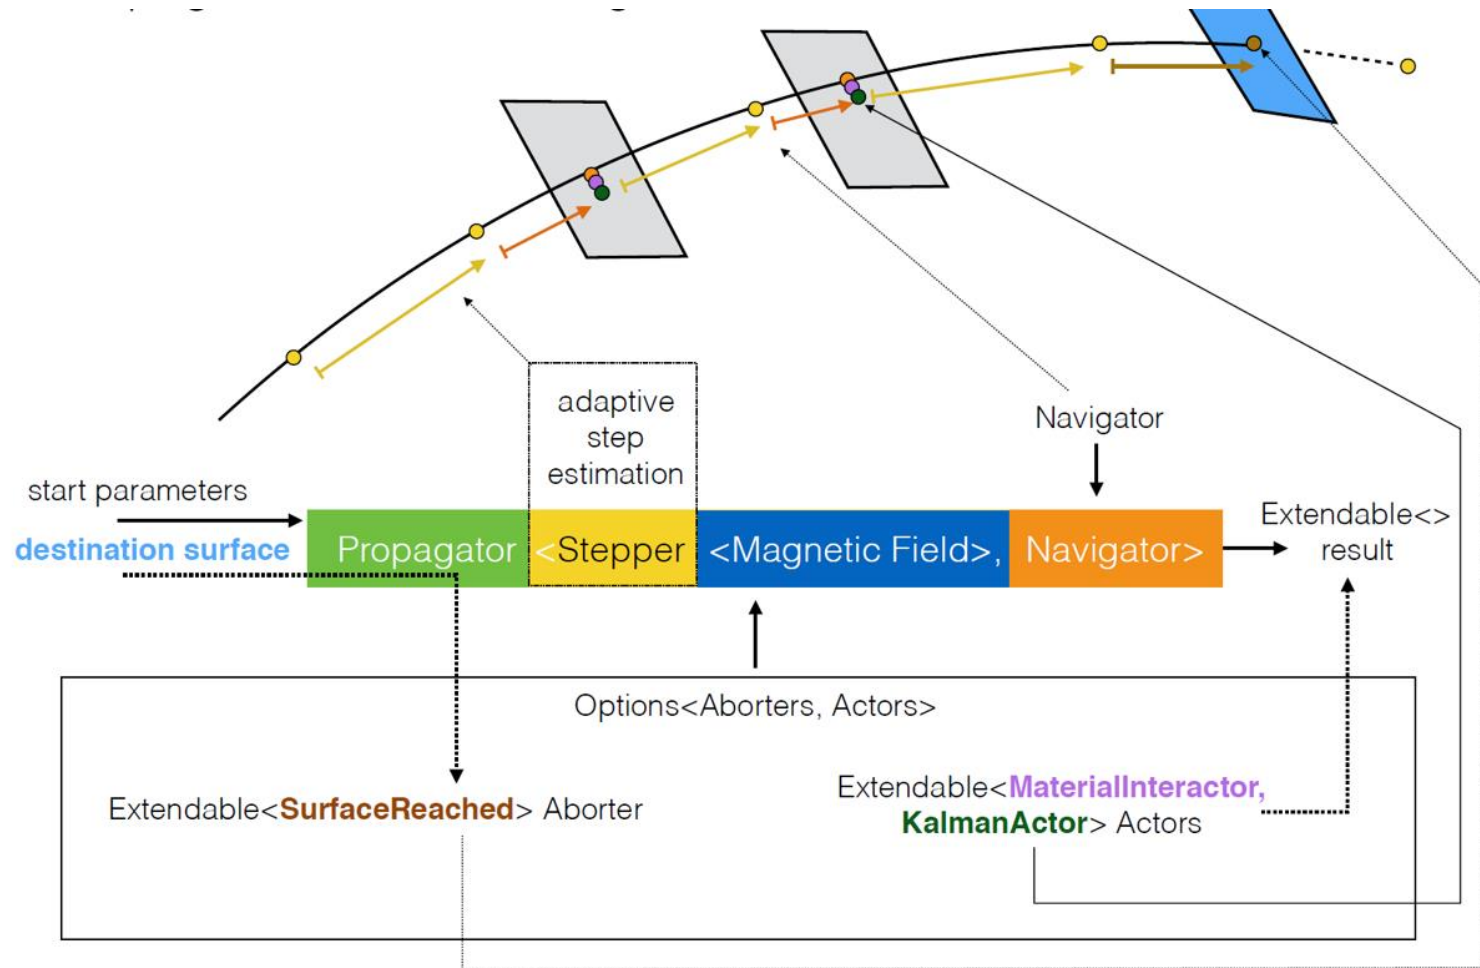 adaptive
step
estimation
Navigator
start parameters
destination surface
Propagator <Stepper <Magnetic Field>, Navigator>
Extendable<>
result
Options<Aborters, Actors>
Extendable<SurfaceReached> Aborter
Extendable<MaterialInteractor,
KalmanActor> Actors